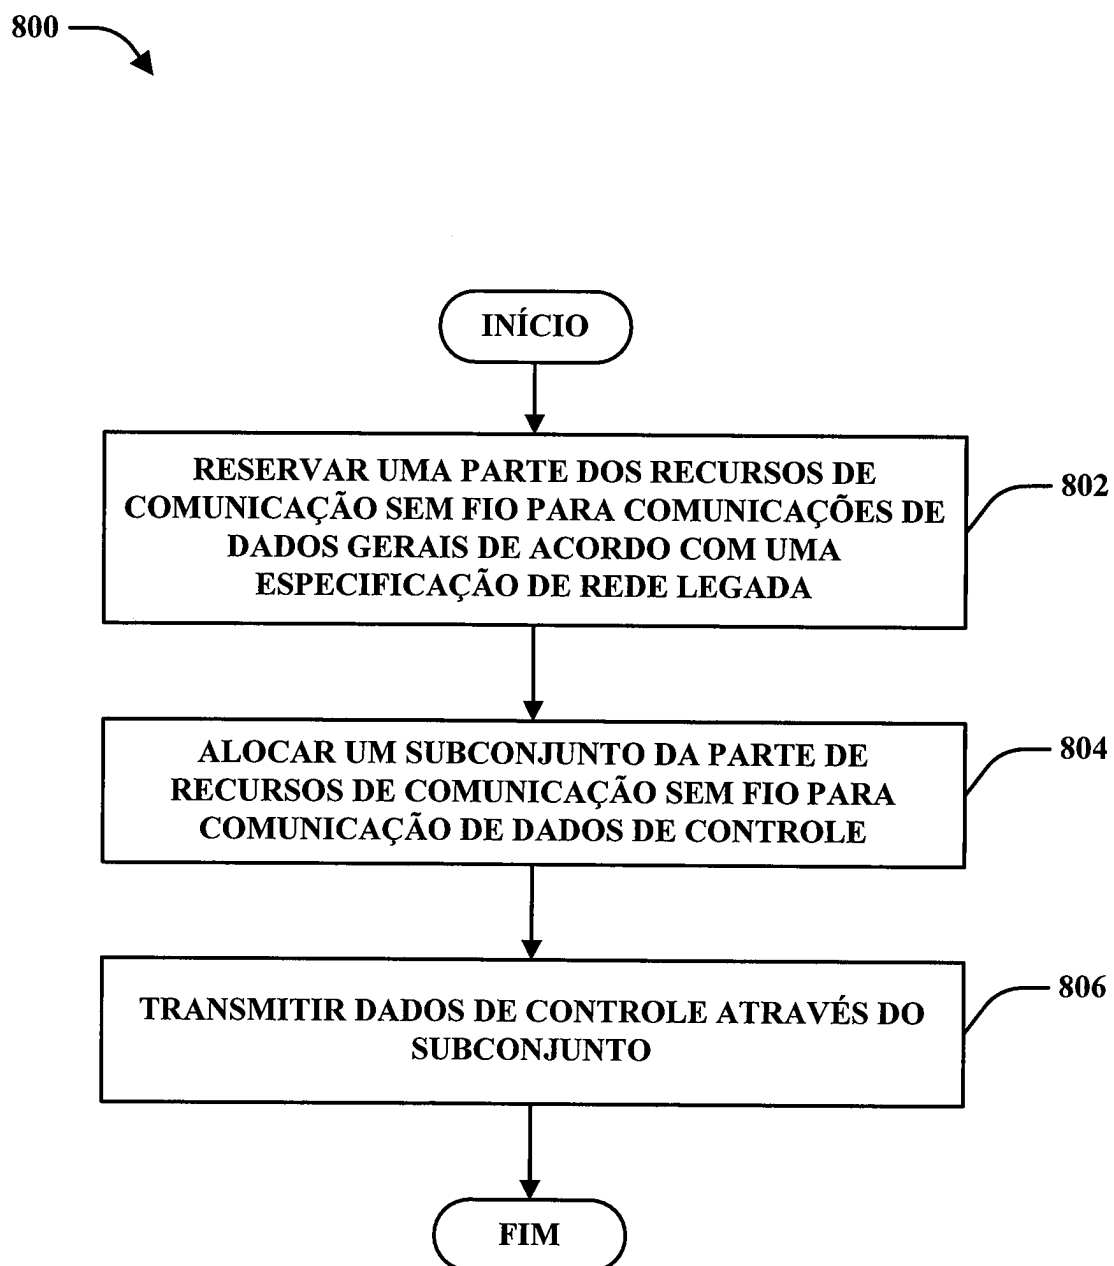 800
INÍCIO
RESERVAR UMA PARTE DOS RECURSOS DE
COMUNICAÇÃO SEM FIO PARA COMUNICAÇÕES DE
DADOS GERAIS DE ACORDO COM UMA
ESPECIFICAÇÃO DE REDE LEGADA
802
ALOCAR UM SUBCONJUNTO DA PARTE DE
RECURSOS DE COMUNICAÇÃO SEM FIO PARA
COMUNICAÇÃO DE DADOS DE CONTROLE
804
TRANSMITIR DADOS DE CONTROLE ATRAVÉS DO
SUBCONJUNTO
806
FIM